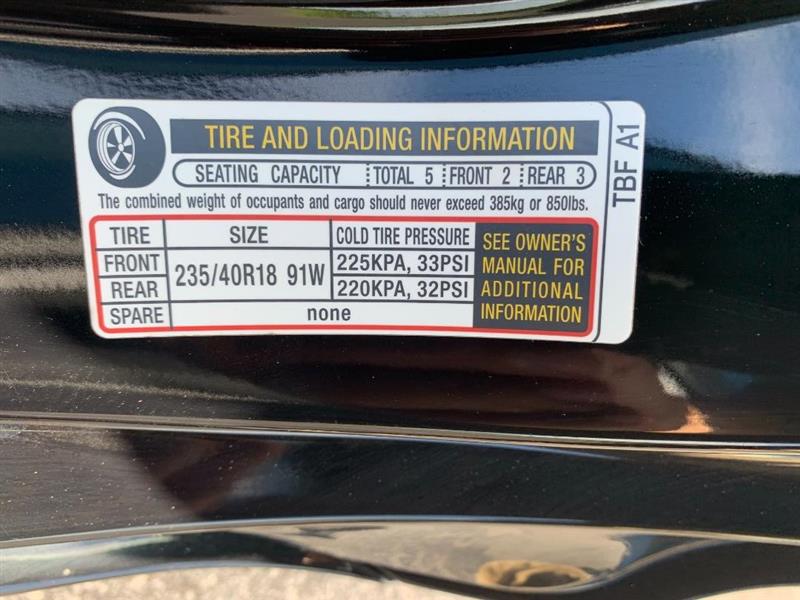 TIRE AND LOADING INFORMATION
SEATING CAPACITY TOTAL 5 FRONT 2 REAR 3
The combined weight of occupants and cargo should never exceed 385kg or 850lbs.
TIRE SIZE COLD TIRE PRESSURE
FRONT 235/40R18 91W 225KPA, 33PSI
REAR 220KPA, 32PSI
SPARE none
SEE OWNER'S
MANUAL FOR
ADDITIONAL
INFORMATION
TBF A1